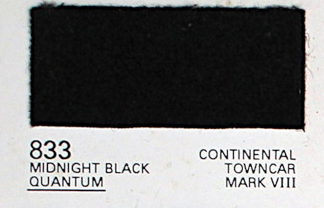 833
MIDNIGHT BLACK
QUANTUM
CONTINENTAL
TOWNCAR
MARK VIII